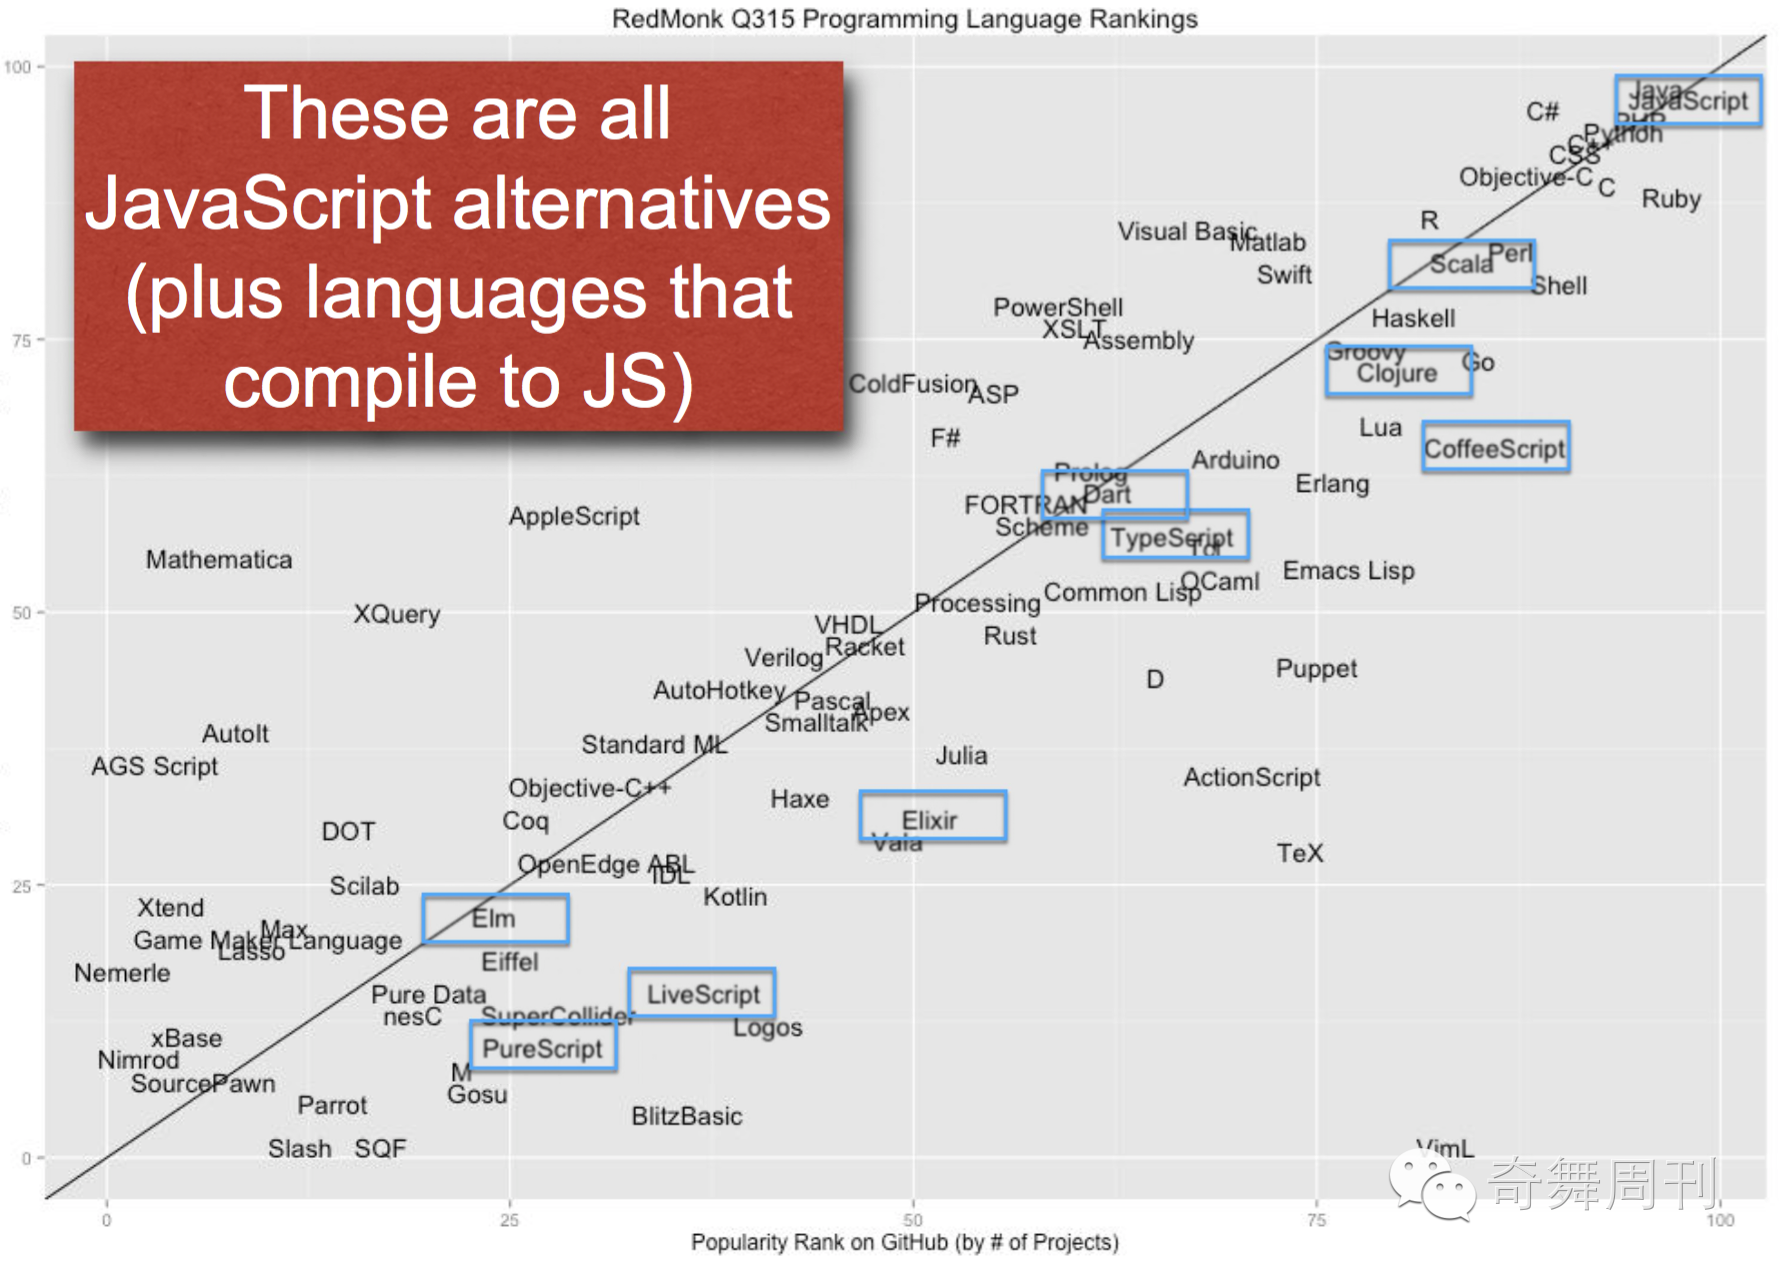 RedMonk Q315 Programming Language Rankings
These are all
JavaScript alternatives
(plus languages that
compile to JS)
100
75
50
25
0
Java
JavaScript
C#
PHP
Python
C++
CSS
Objective-C
C
Ruby
R
Visual Basic
Matlab
Perl
Scala
Swift
Shell
PowerShell
Haskell
XSLT
Assembly
Groovy
Go
Clojure
ColdFusion
ASP
Lua
F#
CoffeeScript
Arduino
Prolog
Erlang
Dart
FORTRAN
AppleScript
Scheme
TypeScript
Tcl
Mathematica
Emacs Lisp
OCaml
Common Lisp
Processing
XQuery
VHDL
Rust
Racket
Verilog
Puppet
D
AutoHotkey
Pascal
Apex
Smalltalk
AutoIt
Standard ML
Julia
AGS Script
ActionScript
Objective-C++
Haxe
Coq
Elixir
DOT
Vala
TeX
OpenEdge ABL
IDL
Scilab
Kotlin
Xtend
Elm
Max
Game Maker Language
Lasso
Eiffel
Nemerle
Pure Data
LiveScript
nesC
SuperCollider
Logos
xBase
PureScript
Nimrod
M
SourcePawn
Gosu
Parrot
BlitzBasic
Slash
SQF
VimL
奇舞周刊
0
25
50
75
100
Popularity Rank on GitHub (by # of Projects)